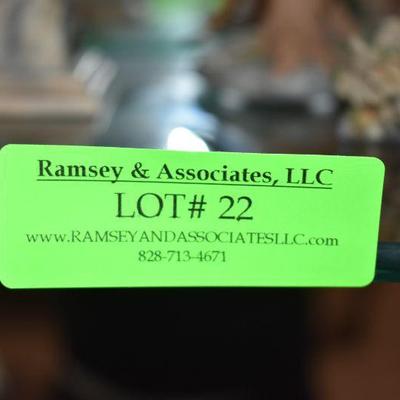 Ramsey & Associates, LLC
LOT# 22
www.RAMSEYANDASSOCIATESLLC.com
828-713-4671